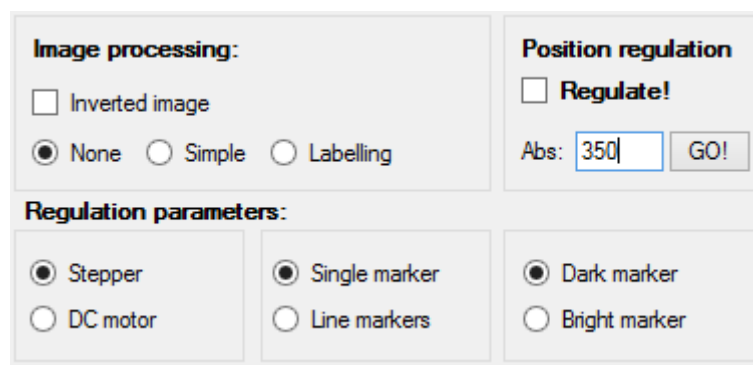 Image processing:
Inverted image
None Simple Labelling
Position regulation
Regulate!
Abs: 350 GO!
Regulation parameters:
Stepper
DC motor
Single marker
Line markers
Dark marker
Bright marker